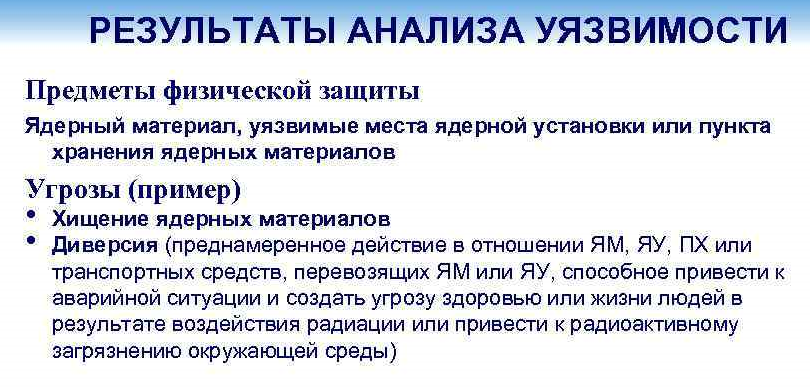 РЕЗУЛЬТАТЫ АНАЛИЗА УЯЗВИМОСТИ
Предметы физической защиты
Ядерный материал, уязвимые места ядерной установки или пункта
хранения ядерных материалов
Угрозы (пример)
• Хищение ядерных материалов
• Диверсия (преднамеренное действие в отношении ЯМ, ЯУ, ПХ или
транспортных средств, перевозящих ЯМ или ЯУ, способное привести к
аварийной ситуации и создать угрозу здоровью или жизни людей в
результате воздействия радиации или привести к радиоактивному
загрязнению окружающей среды)